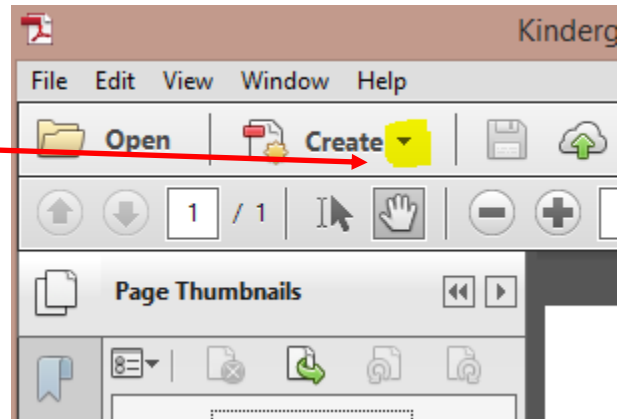 Kinderg
File Edit View Window Help
Open Create
1 / 1
Page Thumbnails